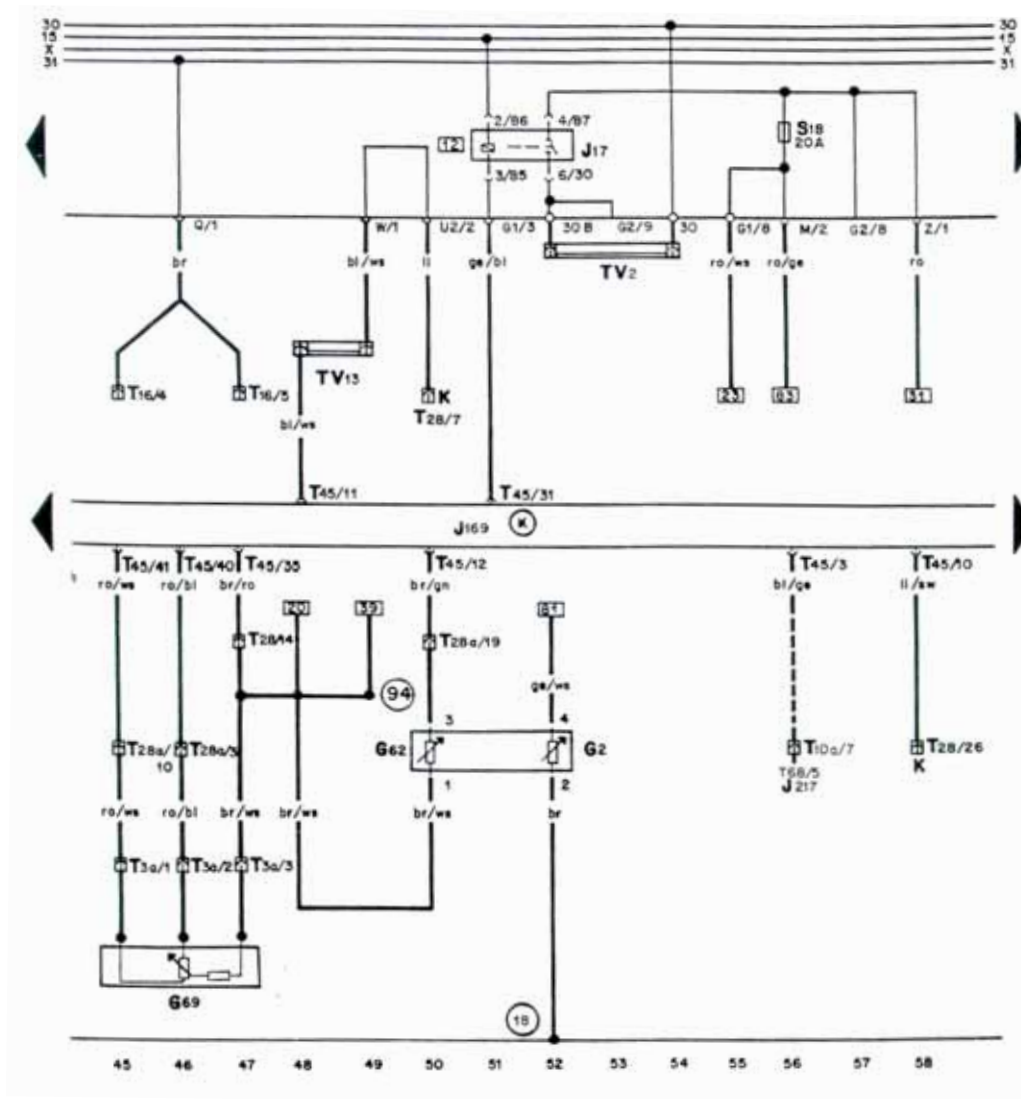 30 30
15 15
X X
31 31
2/86 4/87
S18
20A
12 J17
3/85 6/30
Q/1 W/1 U2/2 G1/3 30B G2/9 30 G1/8 M/2 G2/8 Z/1
br bl/ws ll ge/bl ro/ws ro/ge ro
TV2
TV13
T16/4 T16/5 K 23 83 31
T28/7
bl/ws
T45/11 T45/31
J169 K
T45/41 T45/40 T45/35 T45/12 T45/3 T45/10
ro/ws ro/bl br/ro br/gn bl/ge ll/sw
20 39 81
T28/14 T28a/19
94
ge/ws
3 4
G62 G2
T28a/ T28a/3 T10a/7 T28/26
10 1 2 T68/5 K
J217
ro/ws ro/bl br/ws br/ws br/ws br
T3a/1 T3a/2 T3a/3
G69
18
45 46 47 48 49 50 51 52 53 54 55 56 57 58